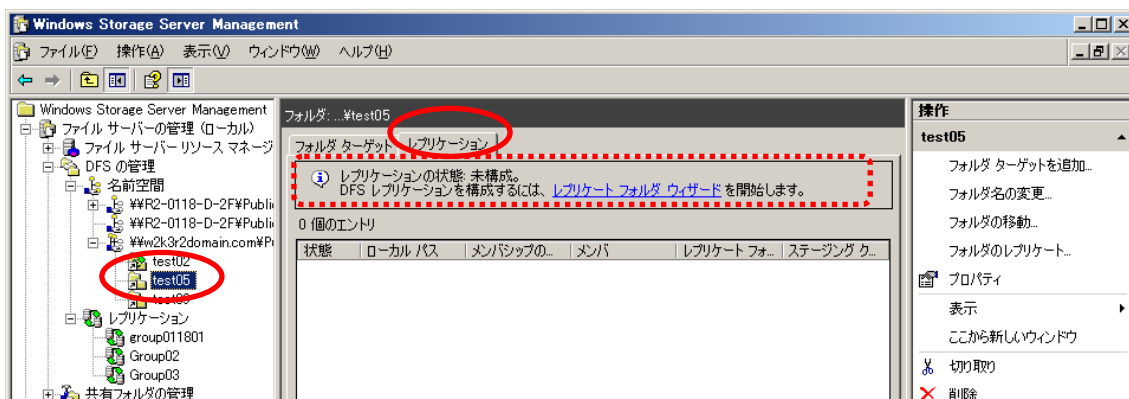 Windows Storage Server Management
ファイル(F) 操作(A) 表示(V) ウィンドウ(W) ヘルプ(H)
Windows Storage Server Management
ファイル サーバーの管理 (ローカル)
ファイル サーバー リソース マネージ
DFS の管理
名前空間
¥¥R2-0118-D-2F¥Publi
¥¥R2-0118-D-2F¥Publi
¥¥w2k3r2domain.com¥P
test02
test05
レプリケーション
group011801
Group02
Group03
共有フォルダの管理
フォルダ: ...¥test05
フォルダ ターゲット レプリケーション
レプリケーションの状態: 未構成。
DFS レプリケーションを構成するには、レプリケート フォルダ ウィザード を開始します。
0 個のエントリ
状態 ローカル パス メンバシップの... メンバ レプリケート フォ... ステージング ク...
操作
test05
フォルダ ターゲットを追加...
フォルダ名の変更...
フォルダの移動...
フォルダのレプリケート...
プロパティ
表示
ここから新しいウィンドウ
切り取り
削除